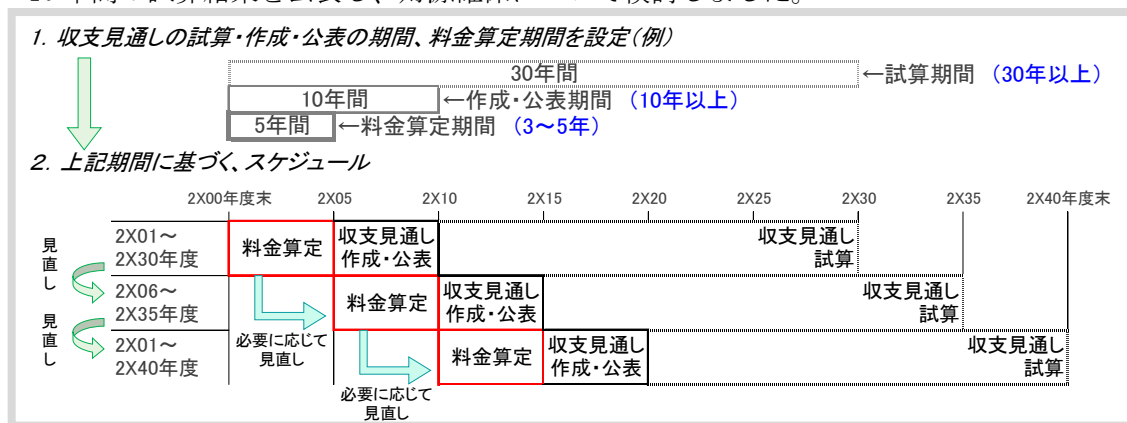 1. 収支見通しの試算・作成・公表の期間、料金算定期間を設定(例)
30年間 ←試算期間 (30年以上)
10年間 ←作成・公表期間 (10年以上)
5年間 ←料金算定期間 (3～5年)
2. 上記期間に基づく、スケジュール
2X00年度末 2X05 2X10 2X15 2X20 2X25 2X30 2X35 2X40年度末
見直し
見直し
2X01～
2X30年度
料金算定
収支見通し
作成・公表
収支見通し
試算
2X06～
2X35年度
必要に応じて
見直し
料金算定
収支見通し
作成・公表
収支見通し
試算
2X01～
2X40年度
必要に応じて
見直し
料金算定
収支見通し
作成・公表
収支見通し
試算